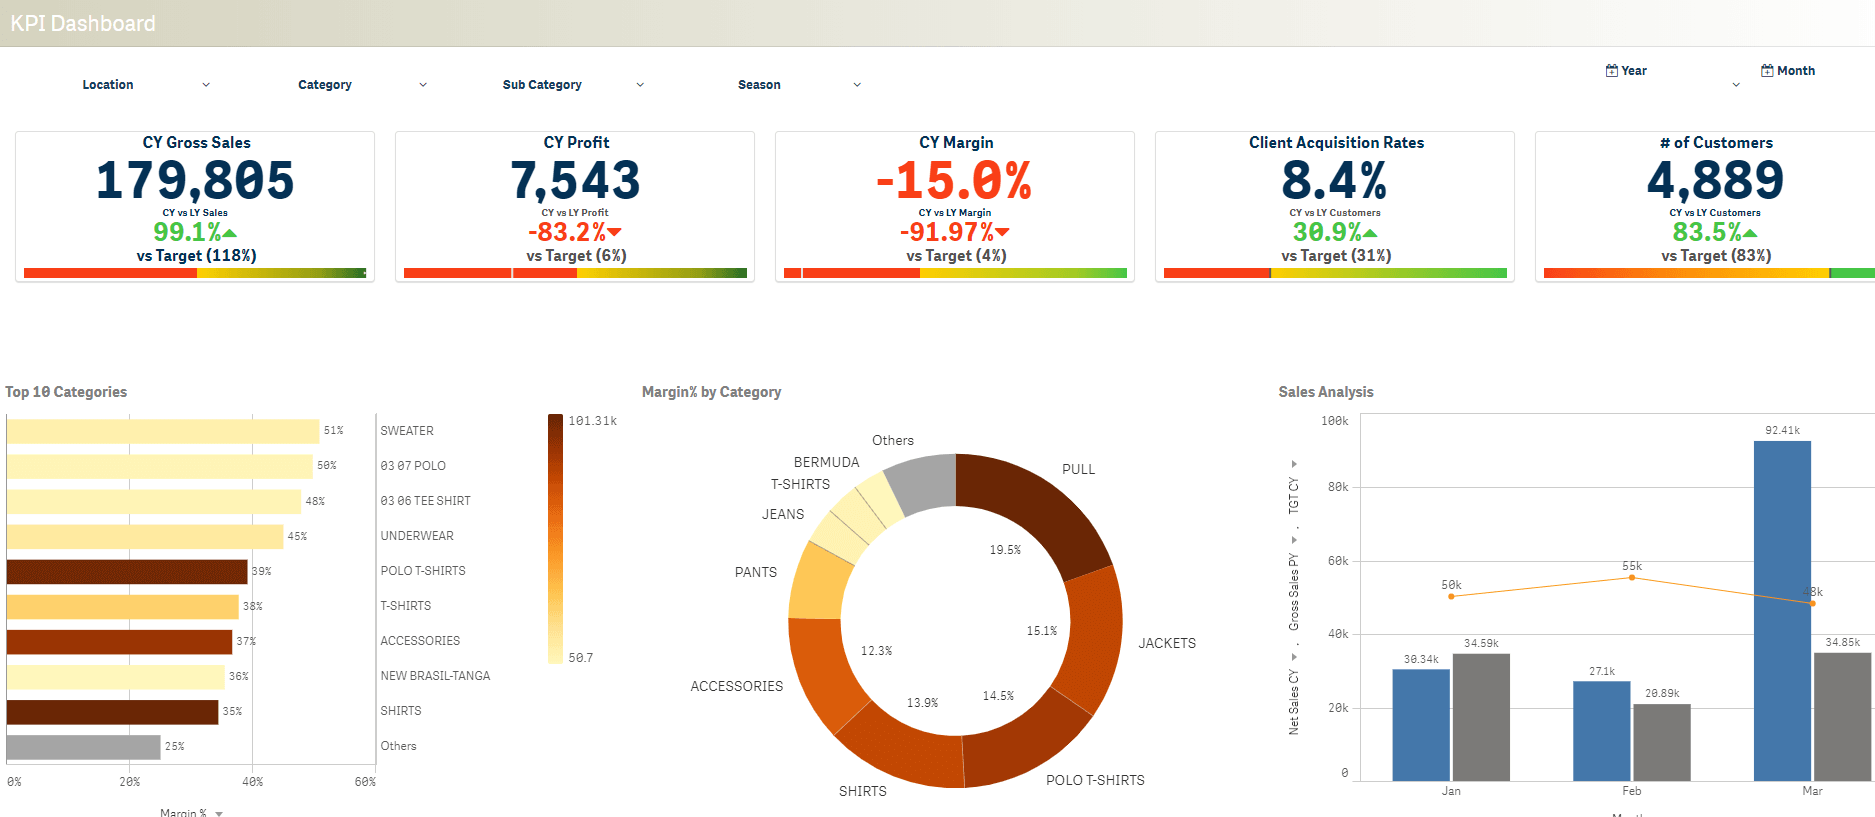 KPI Dashboard
Location
Category
Sub Category
Season
Year
Month
CY Gross Sales
179,805
CY vs LY Sales
99.1%▲
vs Target (118%)
CY Profit
7,543
CY vs LY Profit
-83.2%▼
vs Target (6%)
CY Margin
-15.0%
CY vs LY Margin
-91.97%▼
vs Target (4%)
Client Acquisition Rates
8.4%
CY vs LY Customers
30.9%▲
vs Target (31%)
# of Customers
4,889
CY vs LY Customers
83.5%▲
vs Target (83%)
Top 10 Categories
51% SWEATER
50% 03 07 POLO
48% 03 06 TEE SHIRT
45% UNDERWEAR
39% POLO T-SHIRTS
38% T-SHIRTS
37% ACCESSORIES
36% NEW BRASIL-TANGA
35% SHIRTS
25% Others
0% 20% 40% 60%
Margin % ▼
101.31k
50.7
Margin% by Category
Others
BERMUDA
T-SHIRTS
JEANS
PANTS
ACCESSORIES
SHIRTS
POLO T-SHIRTS
JACKETS
PULL
19.5%
15.1%
14.5%
13.9%
12.3%
Sales Analysis
Net Sales CY ▸ , Gross Sales PY ▸ , TGT CY ▸
100k
80k
60k
40k
20k
0
50k
55k
48k
30.34k
34.59k
27.1k
20.89k
92.41k
34.85k
Jan
Feb
Mar